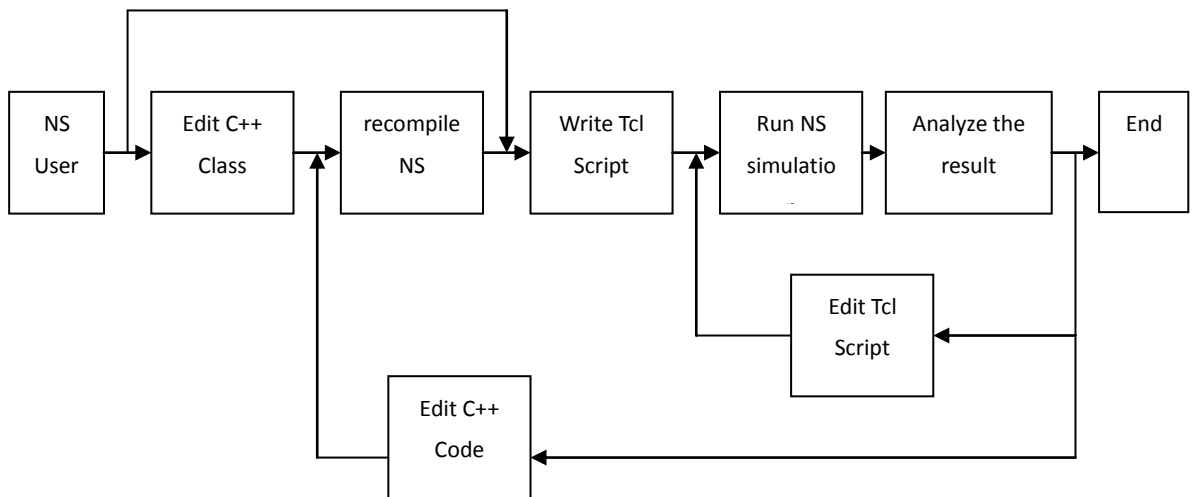 NS
User
Edit C++
Class
recompile
NS
Write Tcl
Script
Run NS
simulatio
Analyze the
result
End
Edit Tcl
Script
Edit C++
Code